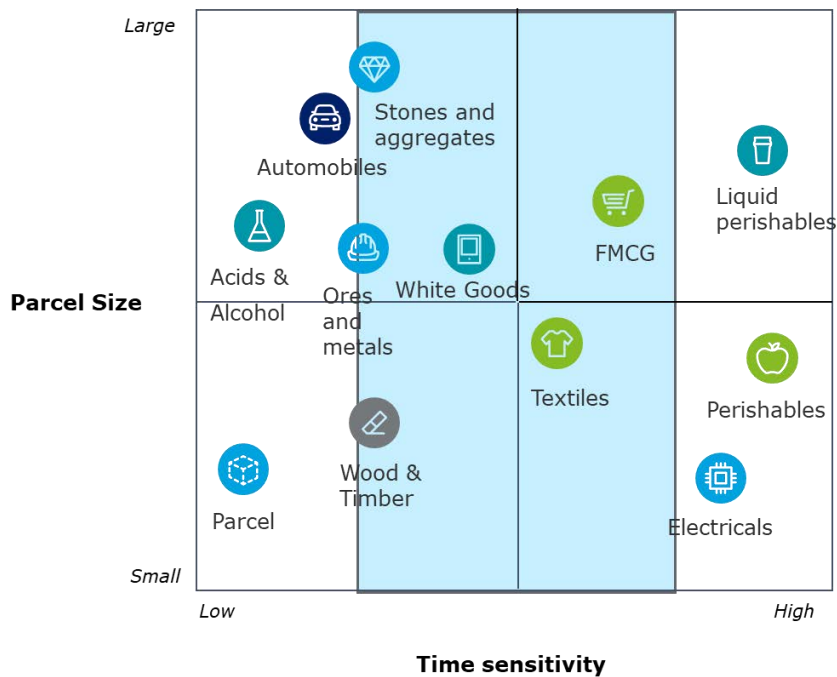 Large
Stones and
aggregates
Automobiles
Liquid
perishables
FMCG
Acids &
Alcohol
White Goods
Ores
and
metals
Parcel Size
Textiles
Perishables
Wood &
Timber
Parcel
Electricals
Small
Low
High
Time sensitivity